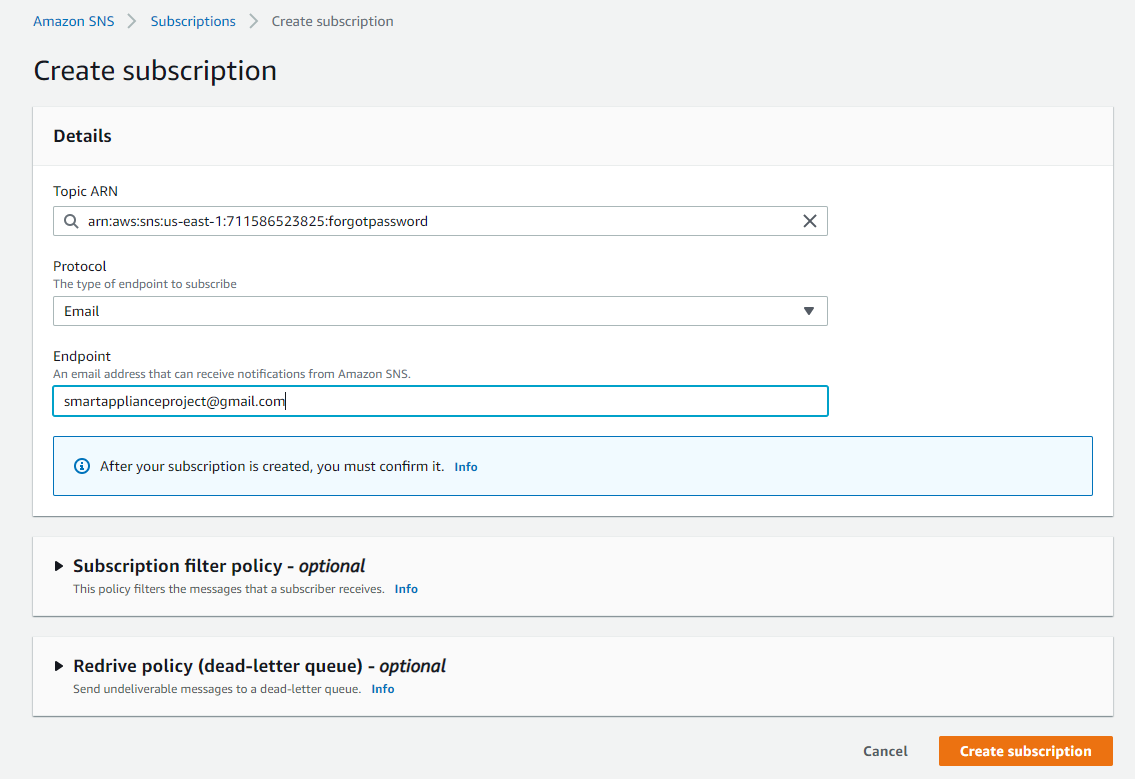 Amazon SNS > Subscriptions > Create subscription
Create subscription
Details
Topic ARN
arn:aws:sns:us-east-1:711586523825:forgotpassword
Protocol
The type of endpoint to subscribe
Email
Endpoint
An email address that can receive notifications from Amazon SNS.
smartapplianceproject@gmail.com
After your subscription is created, you must confirm it. Info
Subscription filter policy - optional
This policy filters the messages that a subscriber receives. Info
Redrive policy (dead-letter queue) - optional
Send undeliverable messages to a dead-letter queue. Info
Cancel Create subscription